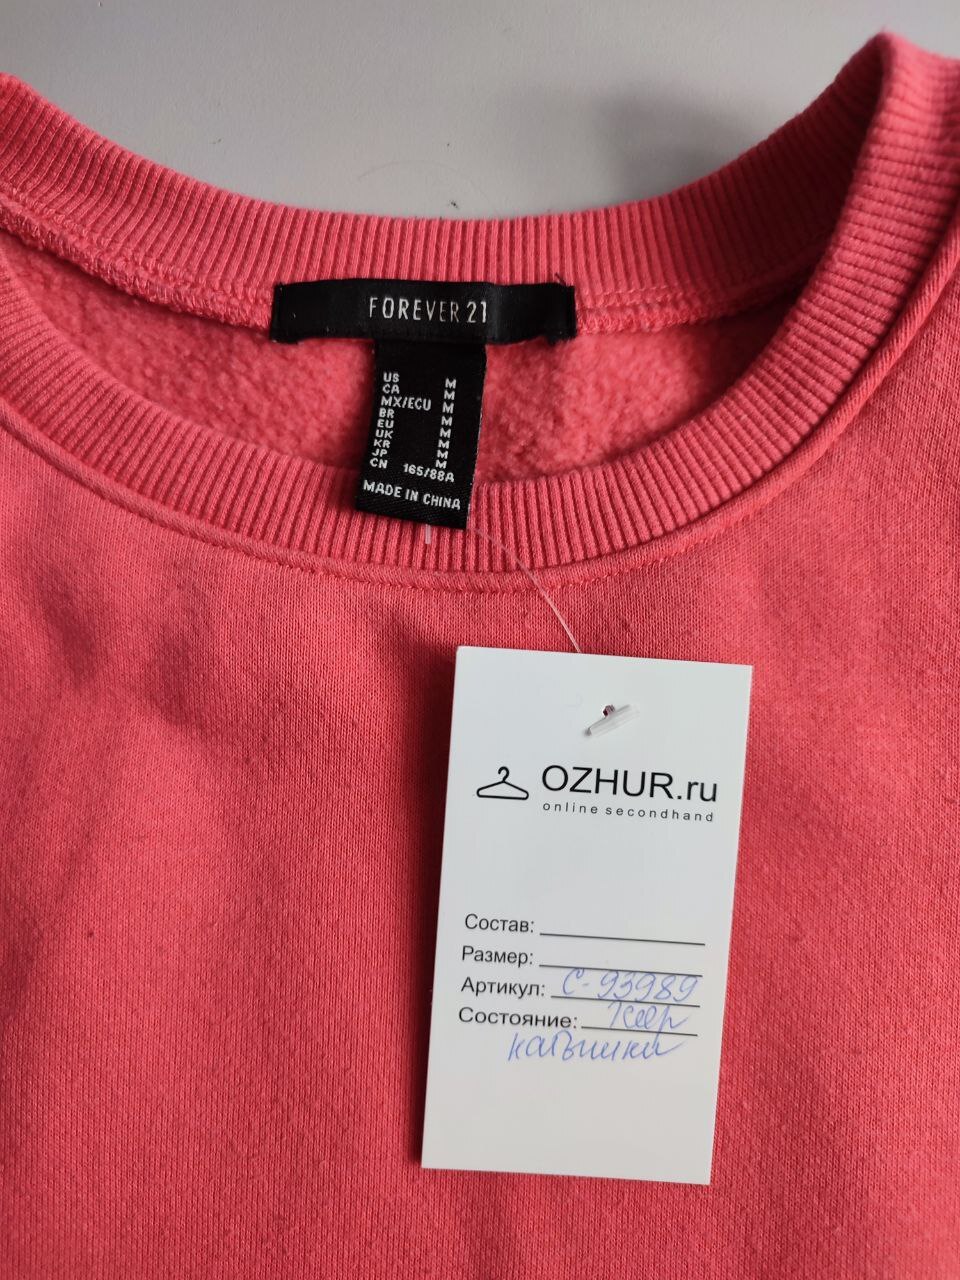 FOREVER 21
US M
CA M
MX/ECU M
BR M
EU M
UK M
KR M
JP M
CN 165/88A
MADE IN CHINA
OZHUR.ru
online secondhand
Состав:
Размер:
Артикул: С-93989
Состояние:
катышки